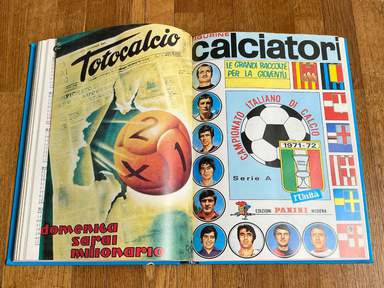 Totocalcio
2
X
1
domenica
sarai
milionario
FIGURINE
calciatori
LE GRANDI RACCOLTE
PER LA GIOVENTÙ
CAMPIONATO ITALIANO DI CALCIO
1971-72
Serie A
l'Unità
EDIZIONI PANINI MODENA